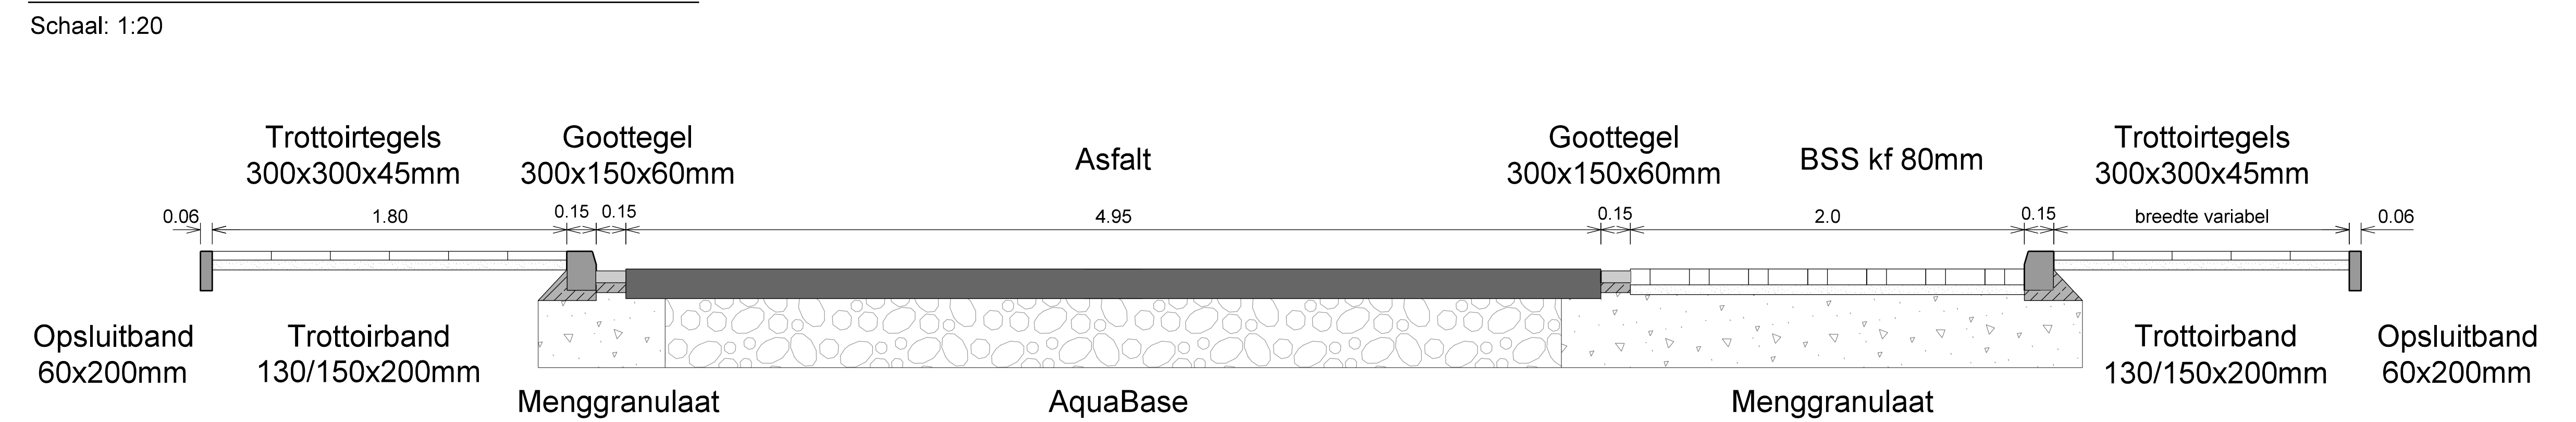 Schaal: 1:20
Trottoirtegels
300x300x45mm
Goottegel
300x150x60mm
Asfalt
Goottegel
300x150x60mm
BSS kf 80mm
Trottoirtegels
300x300x45mm
0.06
1.80
0.15
0.15
4.95
0.15
2.0
0.15
breedte variabel
0.06
Opsluitband
60x200mm
Trottoirband
130/150x200mm
Trottoirband
130/150x200mm
Opsluitband
60x200mm
Menggranulaat
AquaBase
Menggranulaat